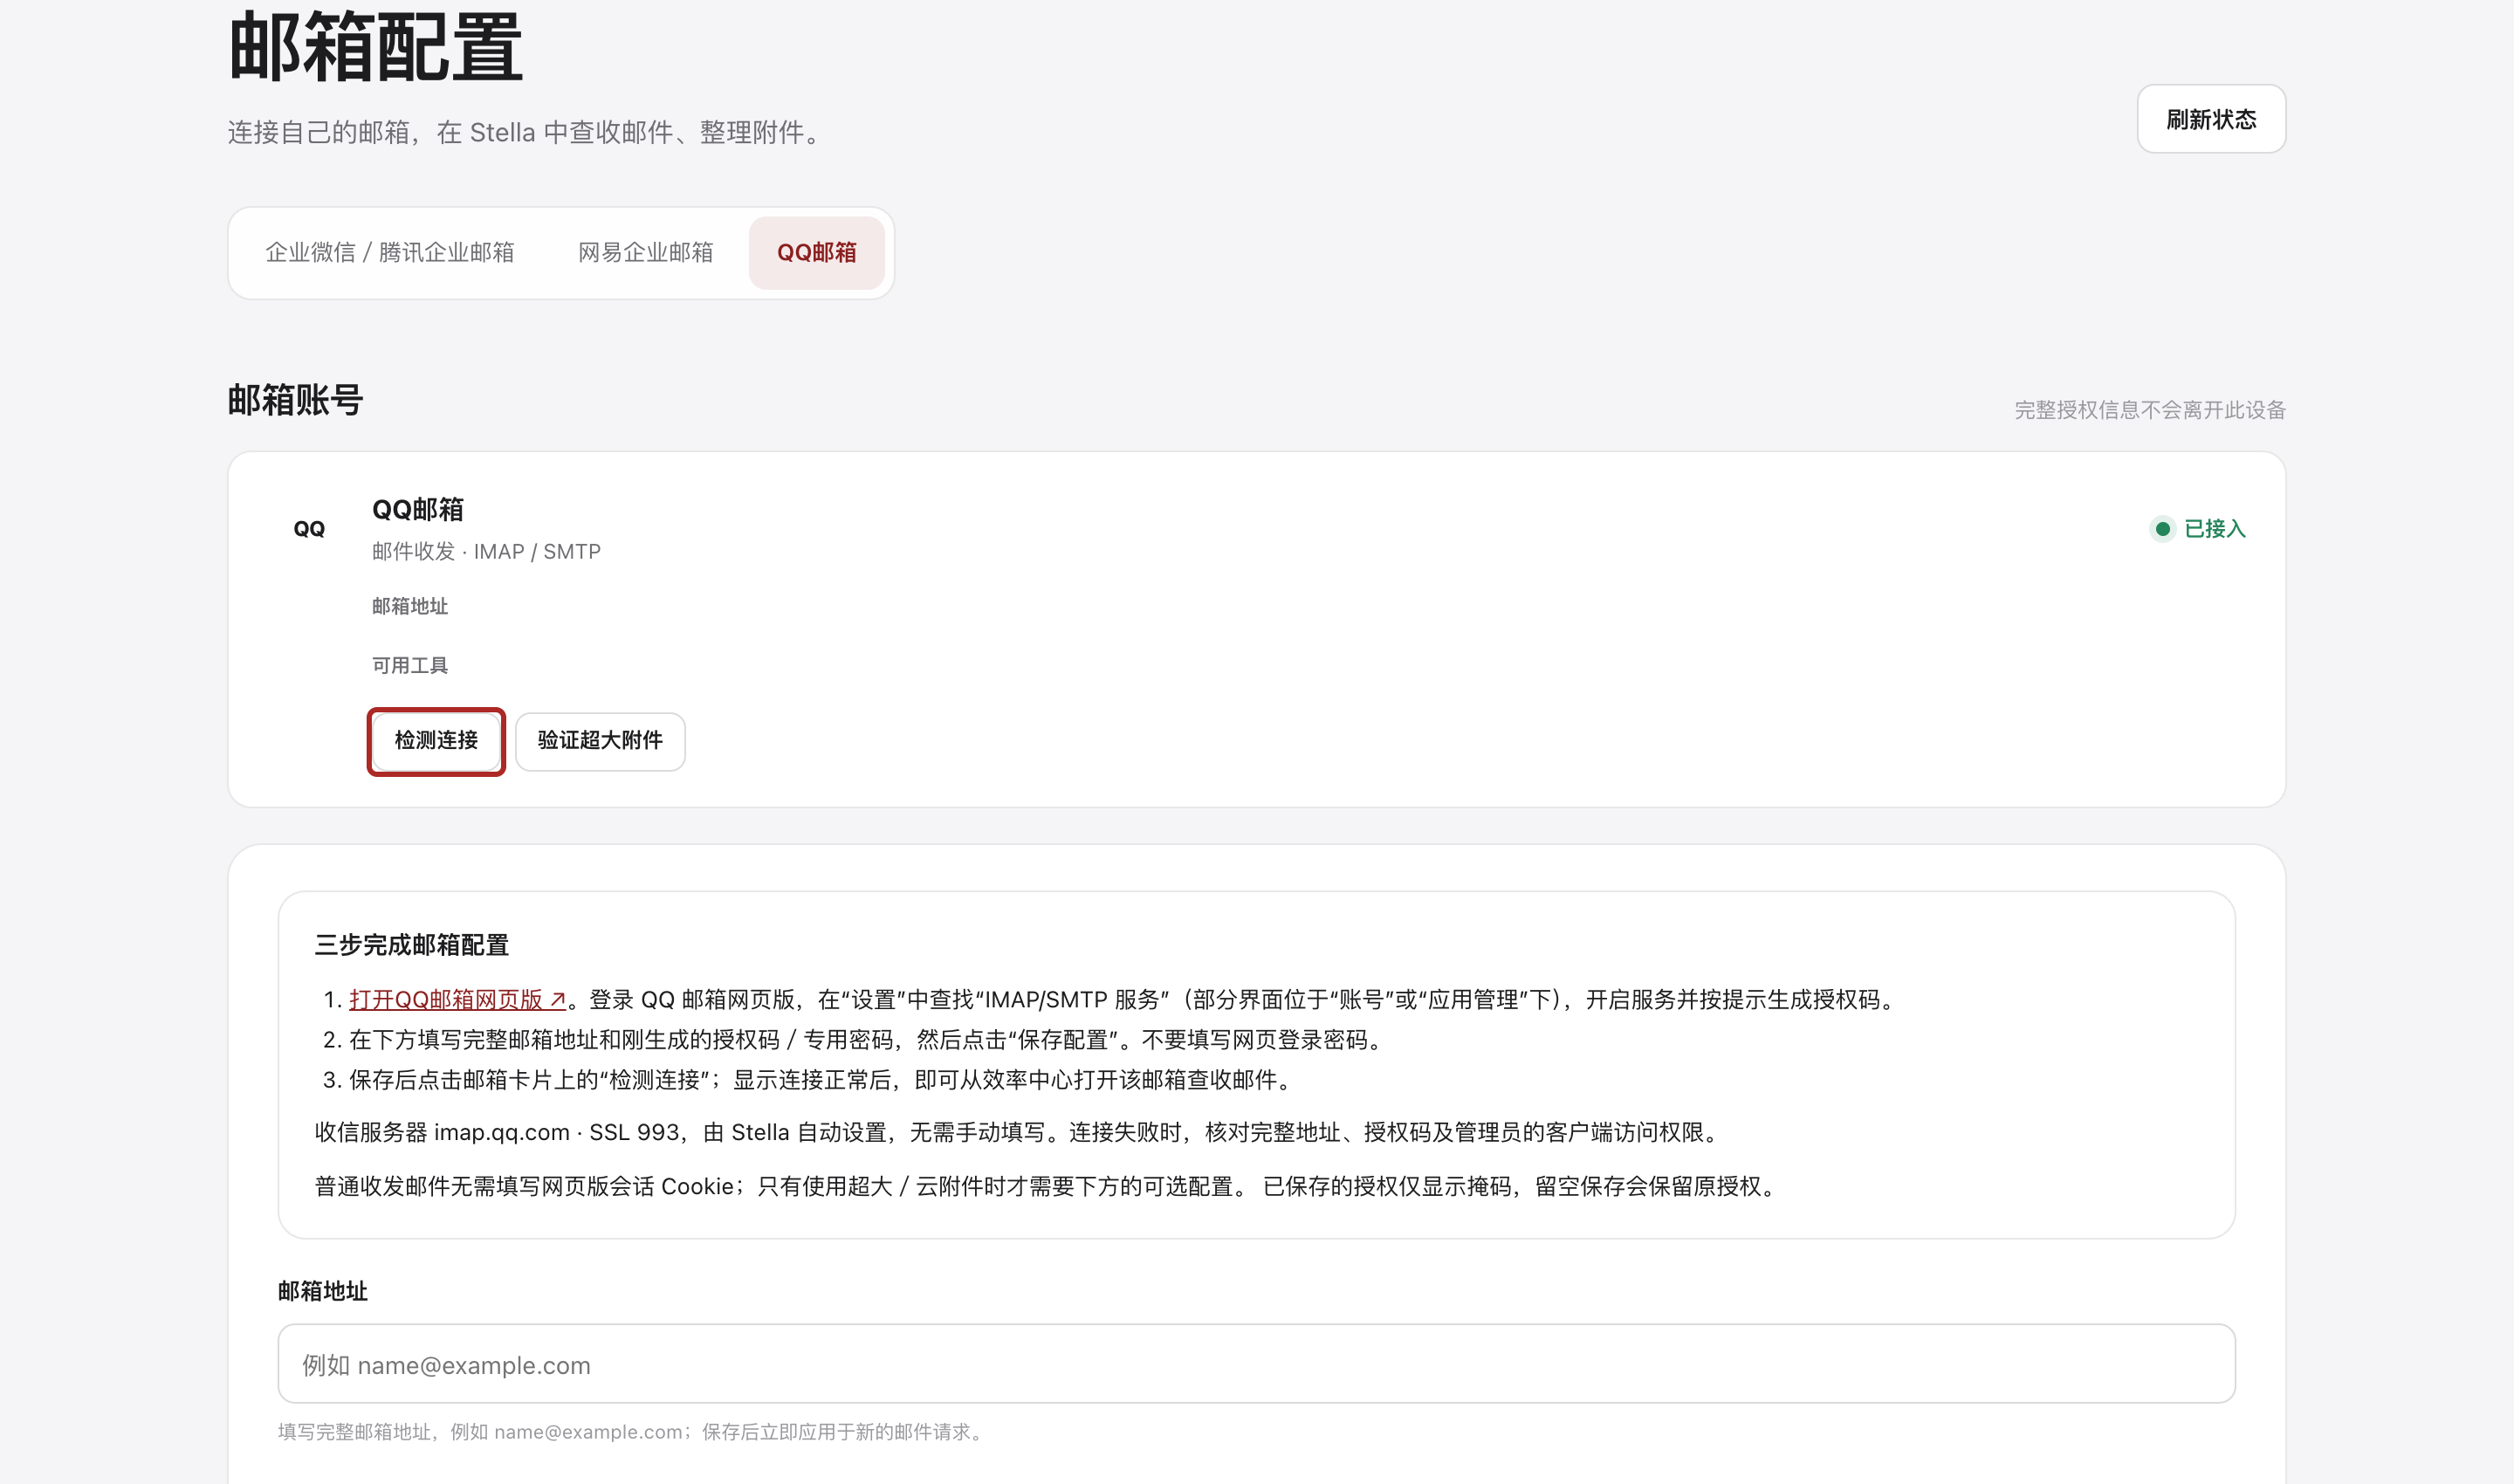 邮箱配置
连接自己的邮箱，在 Stella 中查收邮件、整理附件。
刷新状态
企业微信 / 腾讯企业邮箱
网易企业邮箱
QQ邮箱
邮箱账号
完整授权信息不会离开此设备
QQ
QQ邮箱
邮件收发 · IMAP / SMTP
已接入
邮箱地址
可用工具
检测连接
验证超大附件
三步完成邮箱配置
1. 打开QQ邮箱网页版 ↗。登录 QQ 邮箱网页版，在“设置”中查找“IMAP/SMTP 服务”（部分界面位于“账号”或“应用管理”下），开启服务并按提示生成授权码。
2. 在下方填写完整邮箱地址和刚生成的授权码 / 专用密码，然后点击“保存配置”。不要填写网页登录密码。
3. 保存后点击邮箱卡片上的“检测连接”；显示连接正常后，即可从效率中心打开该邮箱查收邮件。
收信服务器 imap.qq.com · SSL 993，由 Stella 自动设置，无需手动填写。连接失败时，核对完整地址、授权码及管理员的客户端访问权限。
普通收发邮件无需填写网页版会话 Cookie；只有使用超大 / 云附件时才需要下方的可选配置。 已保存的授权仅显示掩码，留空保存会保留原授权。
邮箱地址
例如 name@example.com
填写完整邮箱地址，例如 name@example.com；保存后立即应用于新的邮件请求。